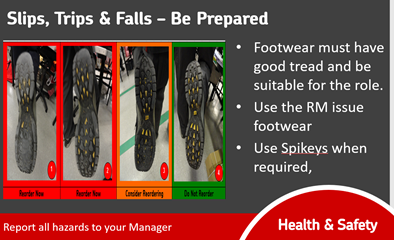 Slips, Trips & Falls – Be Prepared
1
2
3
4
Reorder Now
Reorder Now
Consider Reordering
Do Not Reorder
• Footwear must have
good tread and be
suitable for the role.
• Use the RM issue
footwear
• Use Spikeys when
required,
Report all hazards to your Manager
Health & Safety